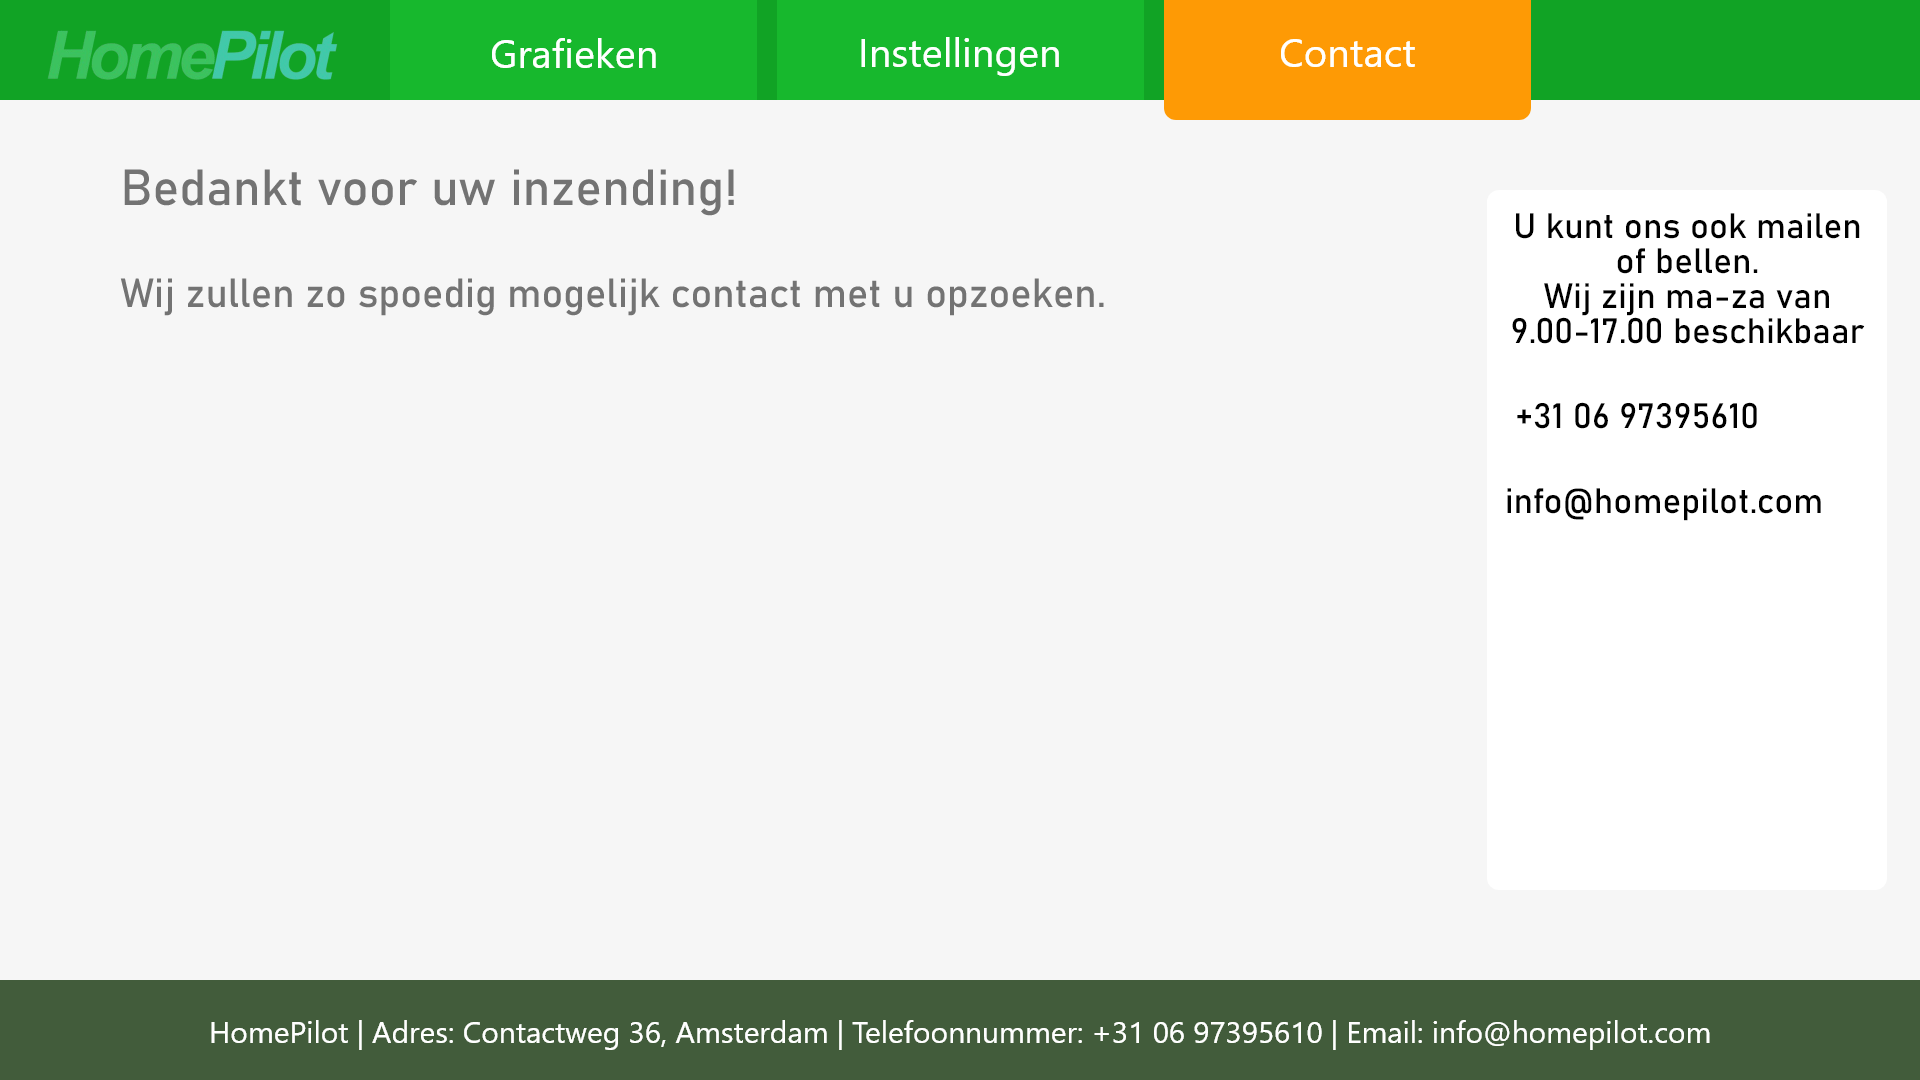 HomePilot
Grafieken
Instellingen
Contact
Bedankt voor uw inzending!
Wij zullen zo spoedig mogelijk contact met u opzoeken.
U kunt ons ook mailen
of bellen.
Wij zijn ma-za van
9.00-17.00 beschikbaar
+31 06 97395610
info@homepilot.com
HomePilot | Adres: Contactweg 36, Amsterdam | Telefoonnummer: +31 06 97395610 | Email: info@homepilot.com